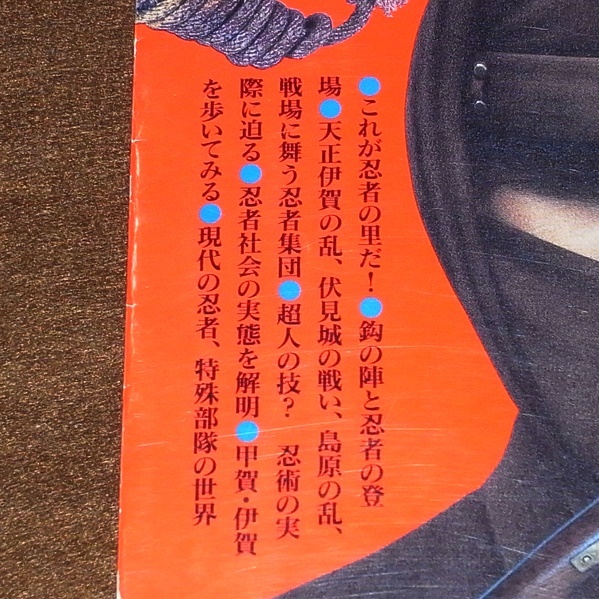 ●これが忍者の里だ！●鈎の陣と忍者の登
場●天正伊賀の乱、伏見城の戦い、島原の乱、
戦場に舞う忍者集団●超人の技？　忍術の実
際に迫る●忍者社会の実態を解明●甲賀・伊賀
を歩いてみる●現代の忍者、特殊部隊の世界